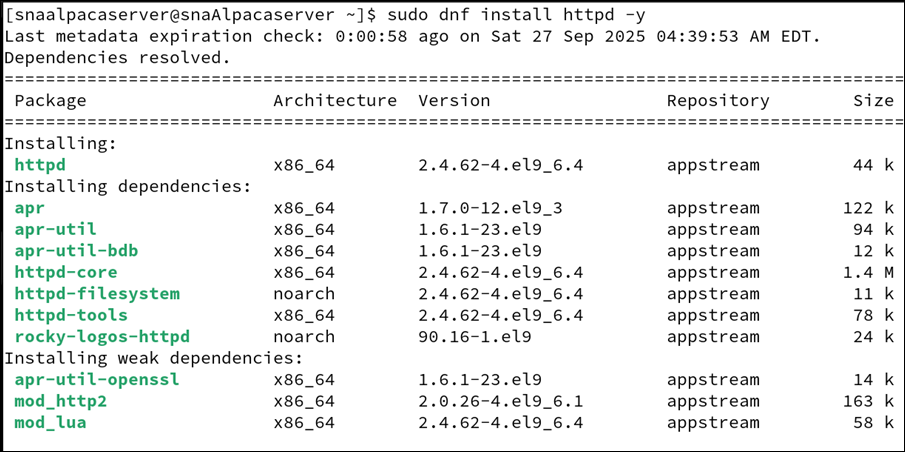 [snaalpacaserver@snaAlpacaserver ~]$ sudo dnf install httpd -y
Last metadata expiration check: 0:00:58 ago on Sat 27 Sep 2025 04:39:53 AM EDT.
Dependencies resolved.
========================================================================================
 Package                  Architecture  Version                 Repository        Size
========================================================================================
Installing:
 httpd                    x86_64        2.4.62-4.el9_6.4        appstream         44 k
Installing dependencies:
 apr                      x86_64        1.7.0-12.el9_3          appstream        122 k
 apr-util                 x86_64        1.6.1-23.el9            appstream         94 k
 apr-util-bdb             x86_64        1.6.1-23.el9            appstream         12 k
 httpd-core               x86_64        2.4.62-4.el9_6.4        appstream        1.4 M
 httpd-filesystem         noarch        2.4.62-4.el9_6.4        appstream         11 k
 httpd-tools              x86_64        2.4.62-4.el9_6.4        appstream         78 k
 rocky-logos-httpd        noarch        90.16-1.el9             appstream         24 k
Installing weak dependencies:
 apr-util-openssl         x86_64        1.6.1-23.el9            appstream         14 k
 mod_http2                x86_64        2.0.26-4.el9_6.1        appstream        163 k
 mod_lua                  x86_64        2.4.62-4.el9_6.4        appstream         58 k